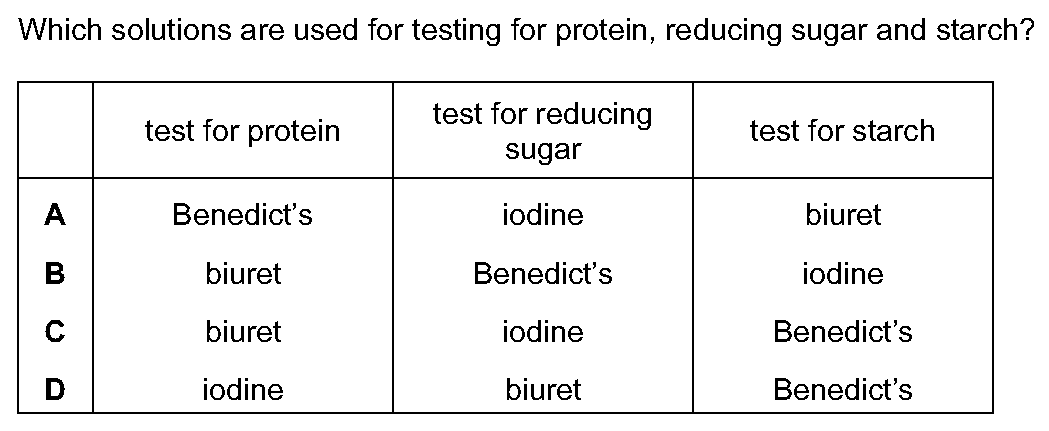 Which solutions are used for testing for protein, reducing sugar and starch?
test for protein test for reducing sugar test for starch
A Benedict’s iodine biuret
B biuret Benedict’s iodine
C biuret iodine Benedict’s
D iodine biuret Benedict’s